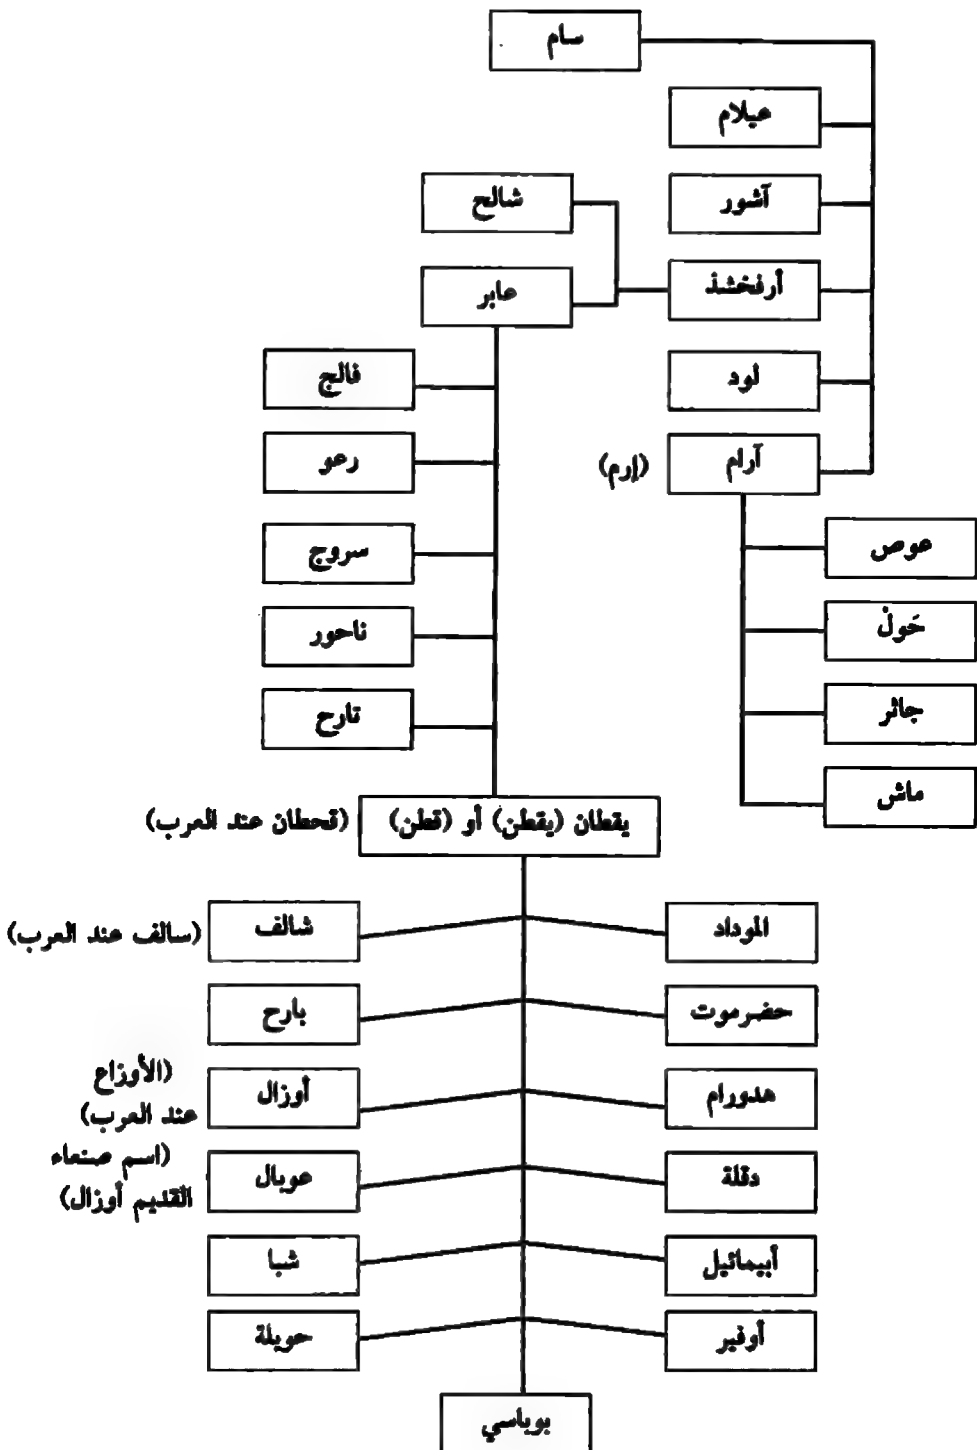 سام
عيلام
آشور
شالح
أرفخشذ
عابر
لود
فالج
آرام
(إرم)
رعو
عوص
سروج
حَولْ
ناحور
جائر
تارح
ماش
يقطان (يقطن) أو (قطن)
(قحطان عند العرب)
الموداد
شالف
(سالف عند العرب)
حضرموت
بارح
هدورام
أوزال
(الأوزاع
عند العرب)
(اسم صنعاء
القديم أوزال)
دقلة
عوبال
أبيمائيل
شبا
أوفير
حويلة
بوباسي